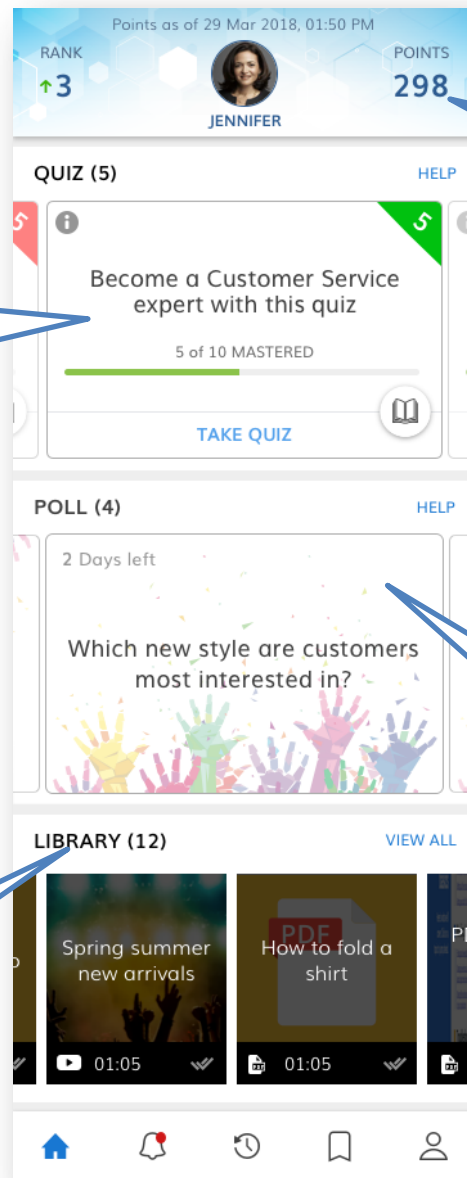 Points as of 29 Mar 2018, 01:50 PM
RANK
3
JENNIFER
POINTS
298
QUIZ (5)
HELP
5
5
Become a Customer Service
expert with this quiz
5 of 10 MASTERED
TAKE QUIZ
POLL (4)
HELP
2 Days left
Which new style are customers
most interested in?
LIBRARY (12)
VIEW ALL
Spring summer
new arrivals
01:05
PDF
How to fold a
shirt
01:05